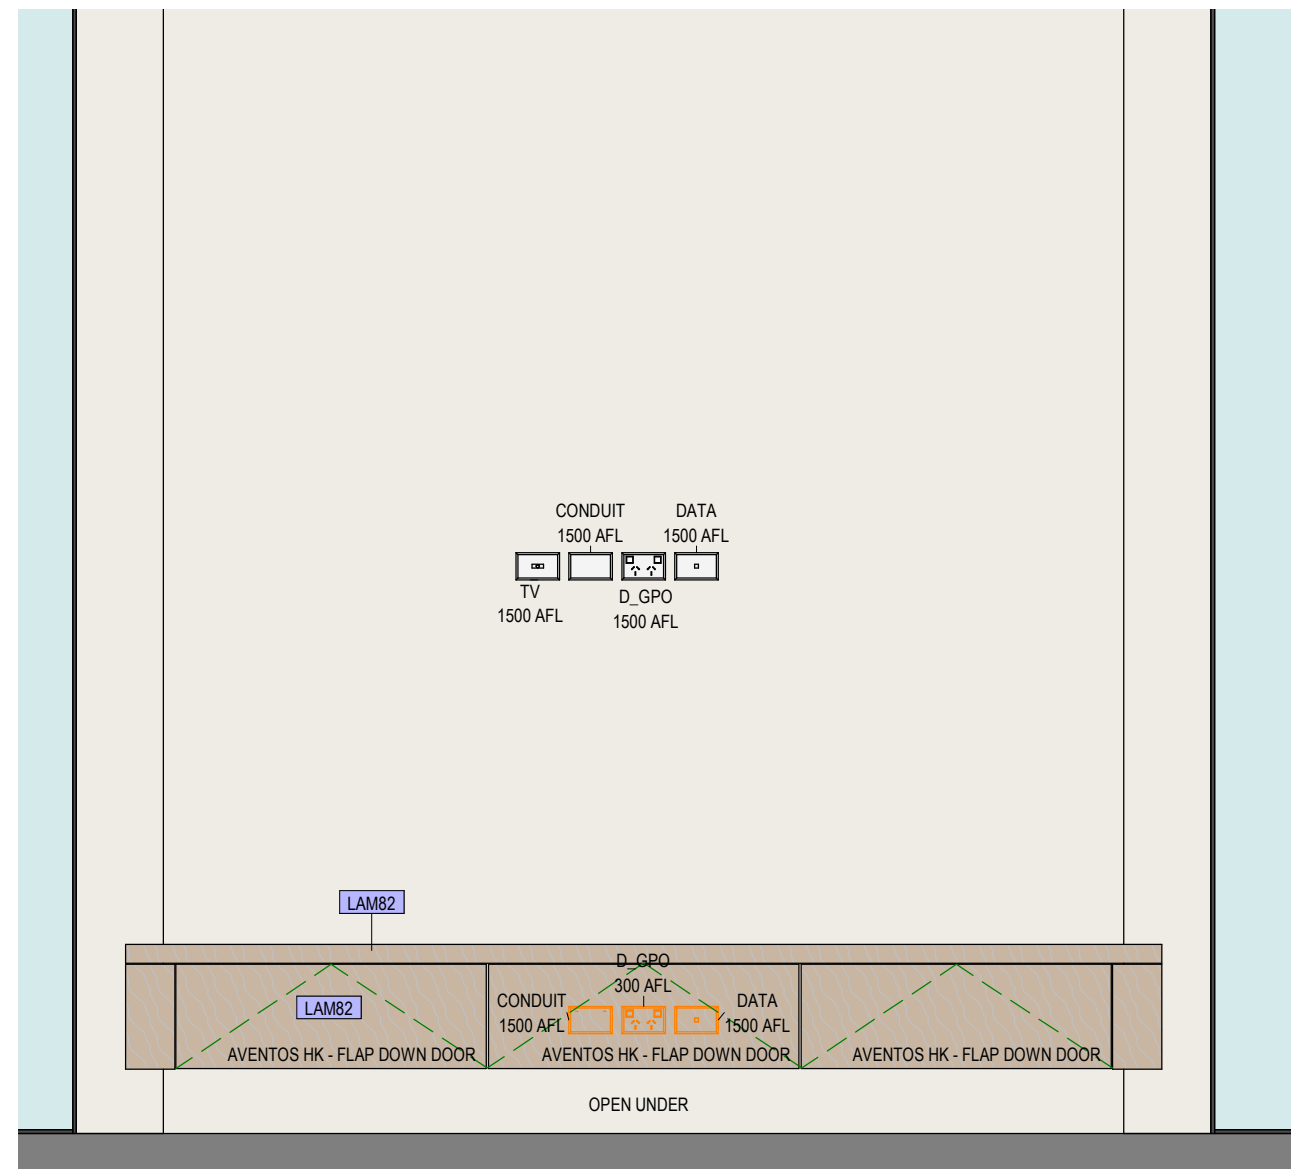 CONDUIT
1500 AFL
DATA
1500 AFL
TV
1500 AFL
D_GPO
1500 AFL
LAM82
D_GPO
300 AFL
LAM82
CONDUIT
1500 AFL
DATA
1500 AFL
AVENTOS HK - FLAP DOWN DOOR
AVENTOS HK - FLAP DOWN DOOR
AVENTOS HK - FLAP DOWN DOOR
OPEN UNDER